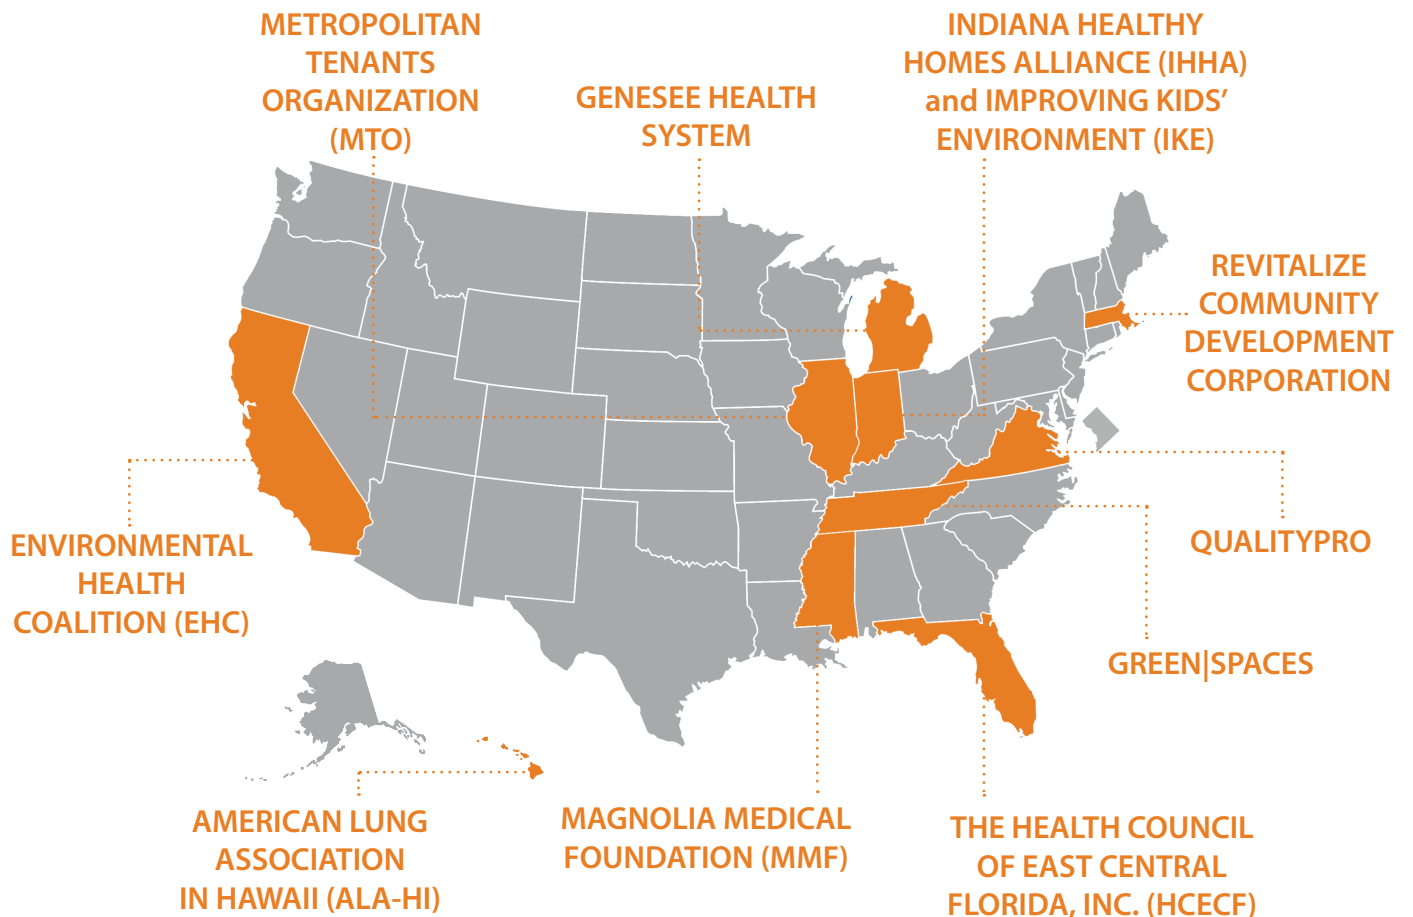 METROPOLITAN
TENANTS
ORGANIZATION
(MTO)
GENESEE HEALTH
SYSTEM
INDIANA HEALTHY
HOMES ALLIANCE (IHHA)
and IMPROVING KIDS’
ENVIRONMENT (IKE)
REVITALIZE
COMMUNITY
DEVELOPMENT
CORPORATION
ENVIRONMENTAL
HEALTH
COALITION (EHC)
QUALITYPRO
GREEN|SPACES
AMERICAN LUNG
ASSOCIATION
IN HAWAII (ALA-HI)
MAGNOLIA MEDICAL
FOUNDATION (MMF)
THE HEALTH COUNCIL
OF EAST CENTRAL
FLORIDA, INC. (HCECF)